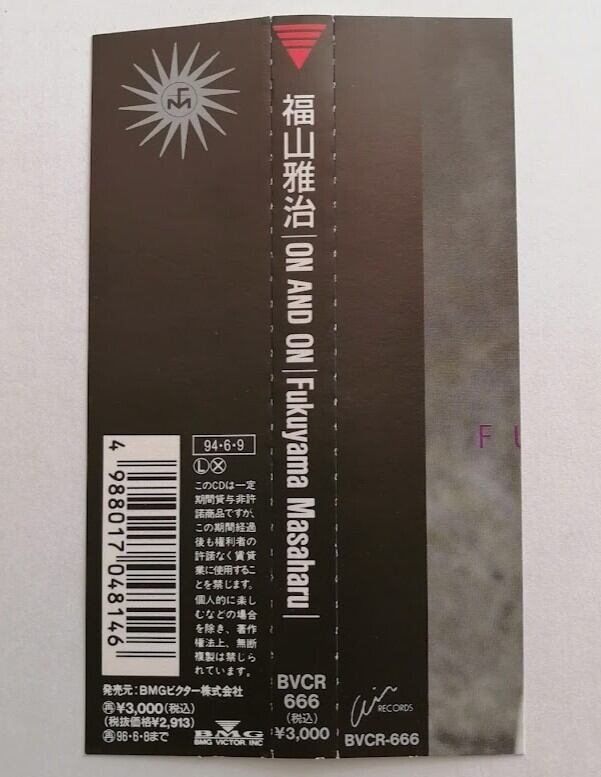 FM
4 988017 048146
94・6・9
Ⓛ Ⓧ
このCDは一定
期間貸与非許
諾商品ですが、
この期間経過
後も権利者の
許諾なく賃貸
業に使用するこ
とを禁じます。
個人的に楽し
むなどの場合
を除き、著作
権法上、無断
複製は禁じら
れています。
発売元：BMGビクター株式会社
再¥3,000(税込)
(税抜価格¥2,913)
再96・6・8まで
BMG
BMG VICTOR, INC
福山雅治|ON AND ON|Fukuyama Masaharu|
BVCR
666
(税込)
¥3,000
FU
air
RECORDS
BVCR-666